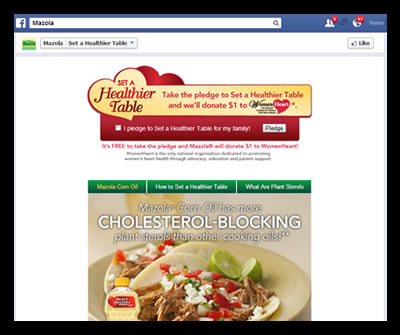 Mazola
Home
Mazola | Set a Healthier Table
Like
SET A
Healthier
Table
Take the pledge to Set a Healthier Table
and we'll donate $1 to WomenHeart
I pledge to Set a Healthier Table for my family! Pledge
It's FREE to take the pledge and Mazola® will donate $1 to WomenHeart!
WomenHeart is the only national organization dedicated to promoting
women's heart health through advocacy, education and patient support.
Mazola Corn Oil How to Set a Healthier Table What Are Plant Sterols
Mazola® Corn Oil has more
CHOLESTEROL-BLOCKING
plant sterols than other cooking oils!**